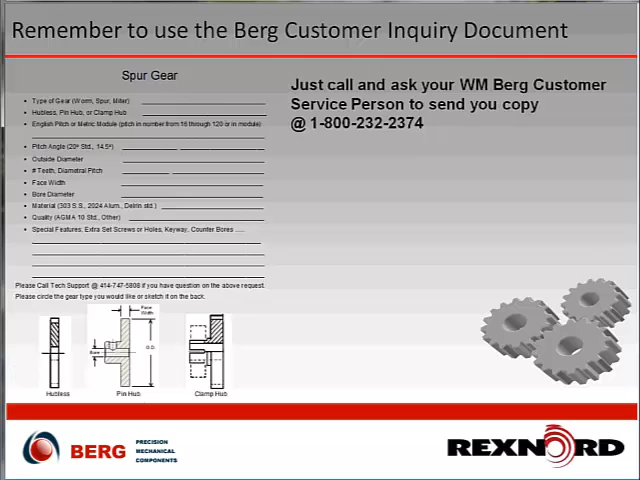 Remember to use the Berg Customer Inquiry Document
Spur Gear
• Type of Gear (Worm, Spur, Miter)
• Hubless, Pin Hub, or Clamp Hub
• English Pitch or Metric Module (pitch in number from 16 through 120 or in module)
• Pitch Angle (20º Std., 14.5º)
• Outside Diameter
• # Teeth; Diametral Pitch
• Face Width
• Bore Diameter
• Material (303 S.S., 2024 Alum., Delrin std.)
• Quality (AGMA 10 Std., Other)
• Special Features; Extra Set Screws or Holes, Keyway, Counter Bores ......
Please Call Tech Support @ 414-747-5808 if you have question on the above request.
Please circle the gear type you would like or sketch it on the back.
Just call and ask your WM Berg Customer
Service Person to send you copy
@ 1-800-232-2374
Face
Width
Bore
O.D.
Hubless
Pin Hub
Clamp Hub
BERG
PRECISION
MECHANICAL
COMPONENTS
REXNORD